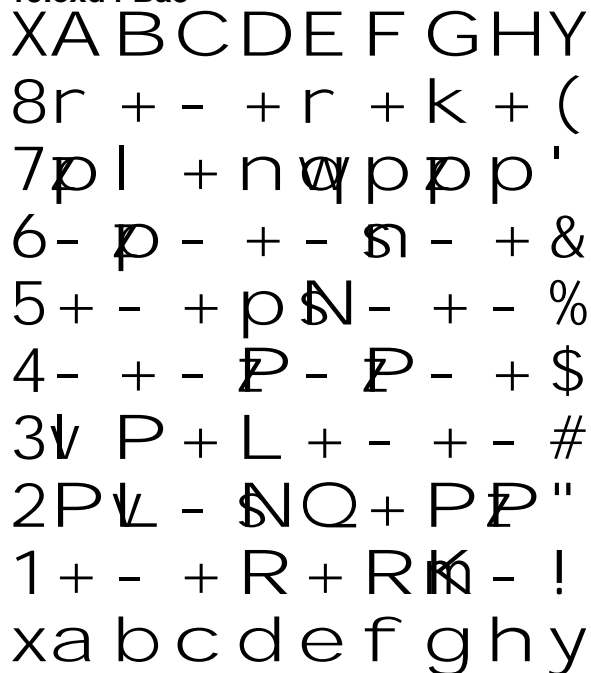 XABCDEFGHY
8r+-+r+k+(
7zpl+nwqpzpp'
6-zp-+-sn-+&
5+-+psN-+-%
4-+-zP-zP-+$
3vlP+L+-+-#
2PvL-sNQ+PzP"
1+-+R+RmK-!
xabcdefghy